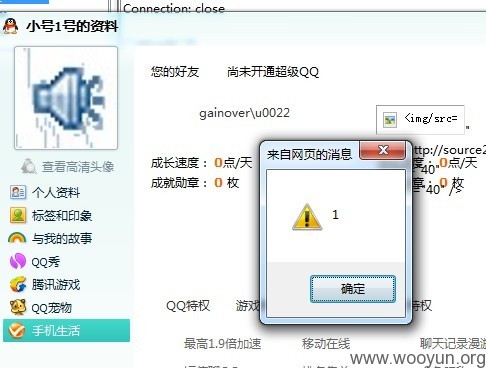 Connection: close
小号1号的资料
您的好友 尚未开通超级QQ
gainover\u0022
<img/src=
"
查看高清头像
来自网页的消息
http://source2
成长速度：0点/天
度：0点/天
成就勋章：0 枚
"40"
：0 枚
"40" />
1
确定
个人资料
标签和印象
与我的故事
QQ秀
腾讯游戏
QQ宠物
手机生活
QQ特权 游戏 特权
最高1.9倍加速 移动在线 聊天记录漫游
www.wooyun.org